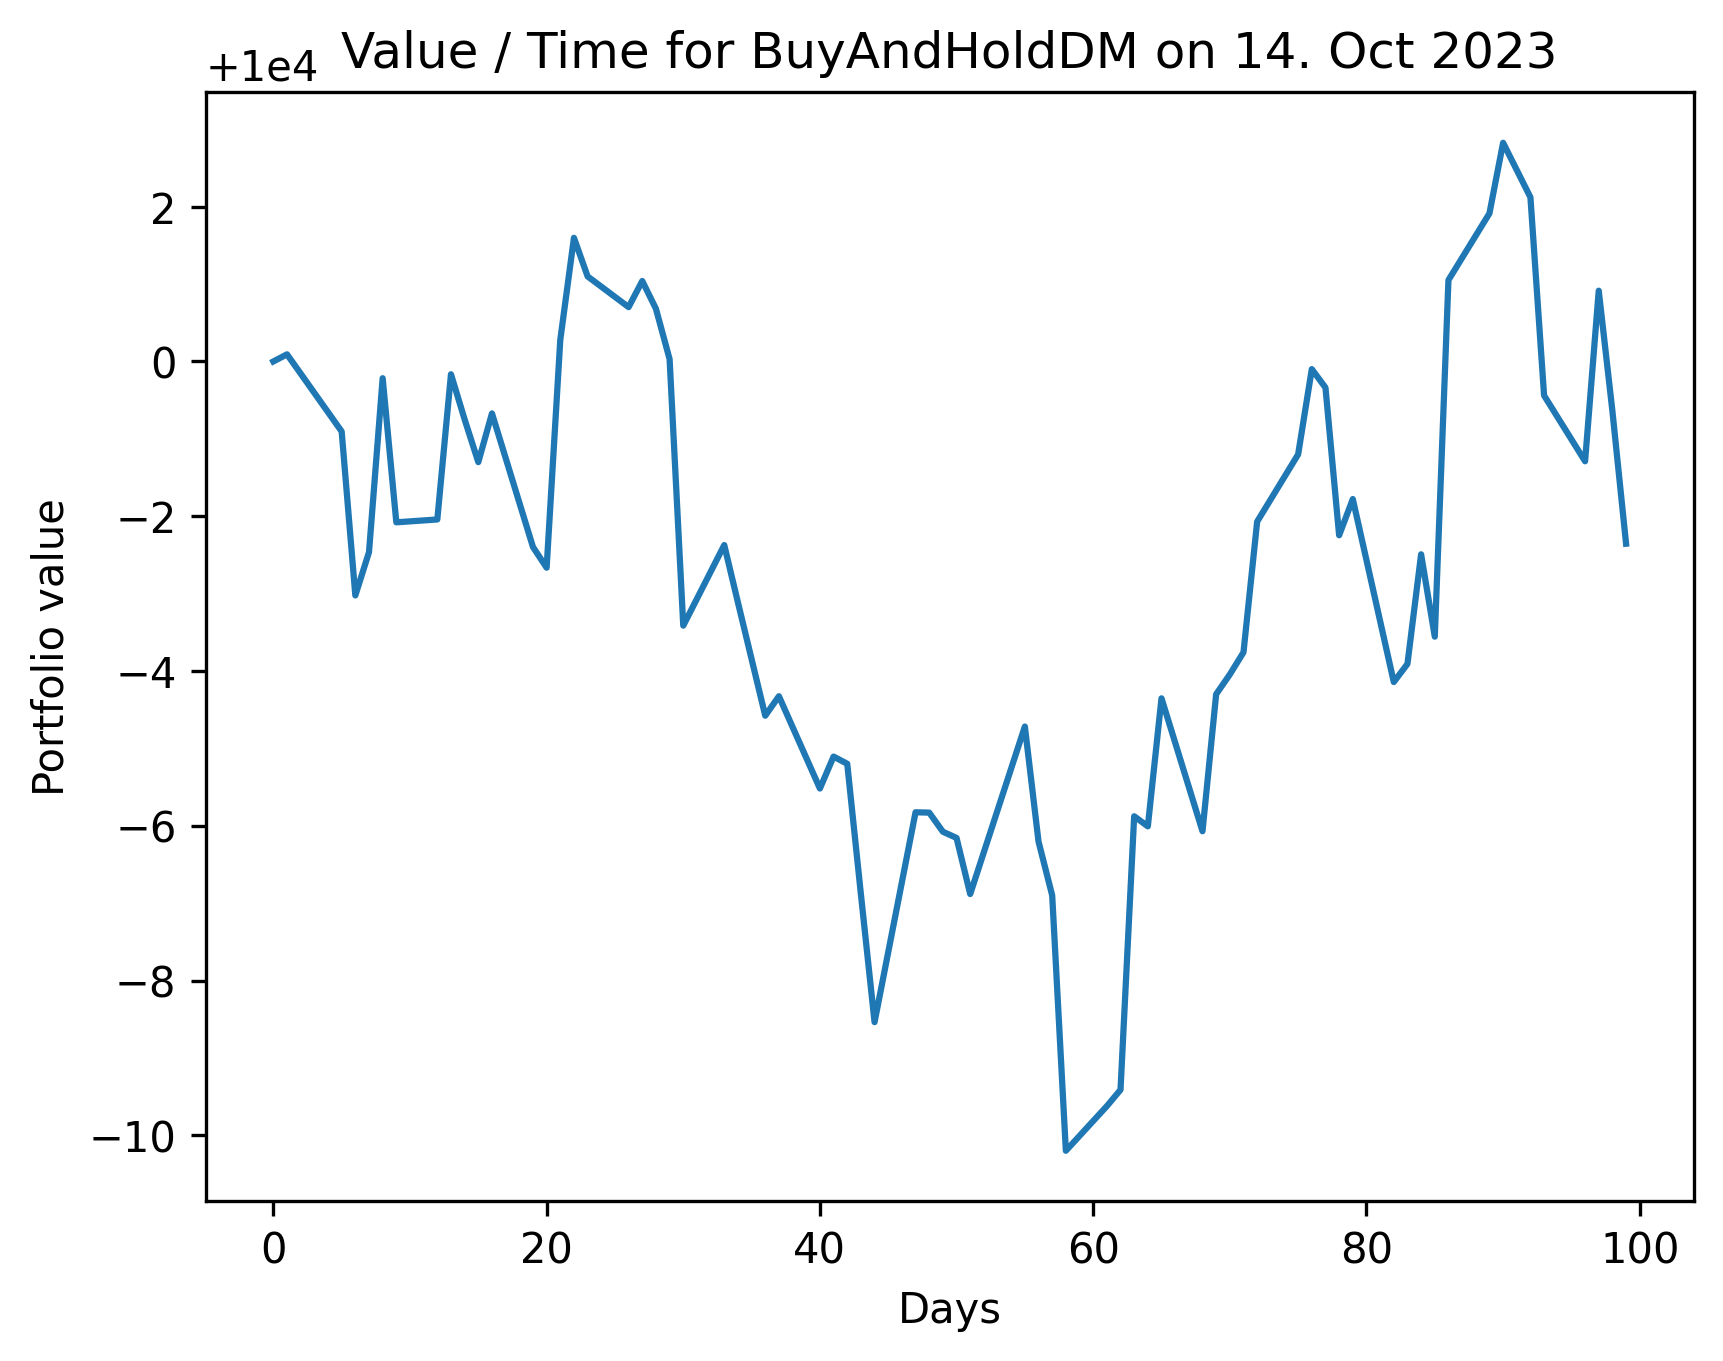 Value / Time for BuyAndHoldDM on 14. Oct 2023
+1e4
2
0
−2
−4
−6
−8
−10
Portfolio value
0 20 40 60 80 100
Days